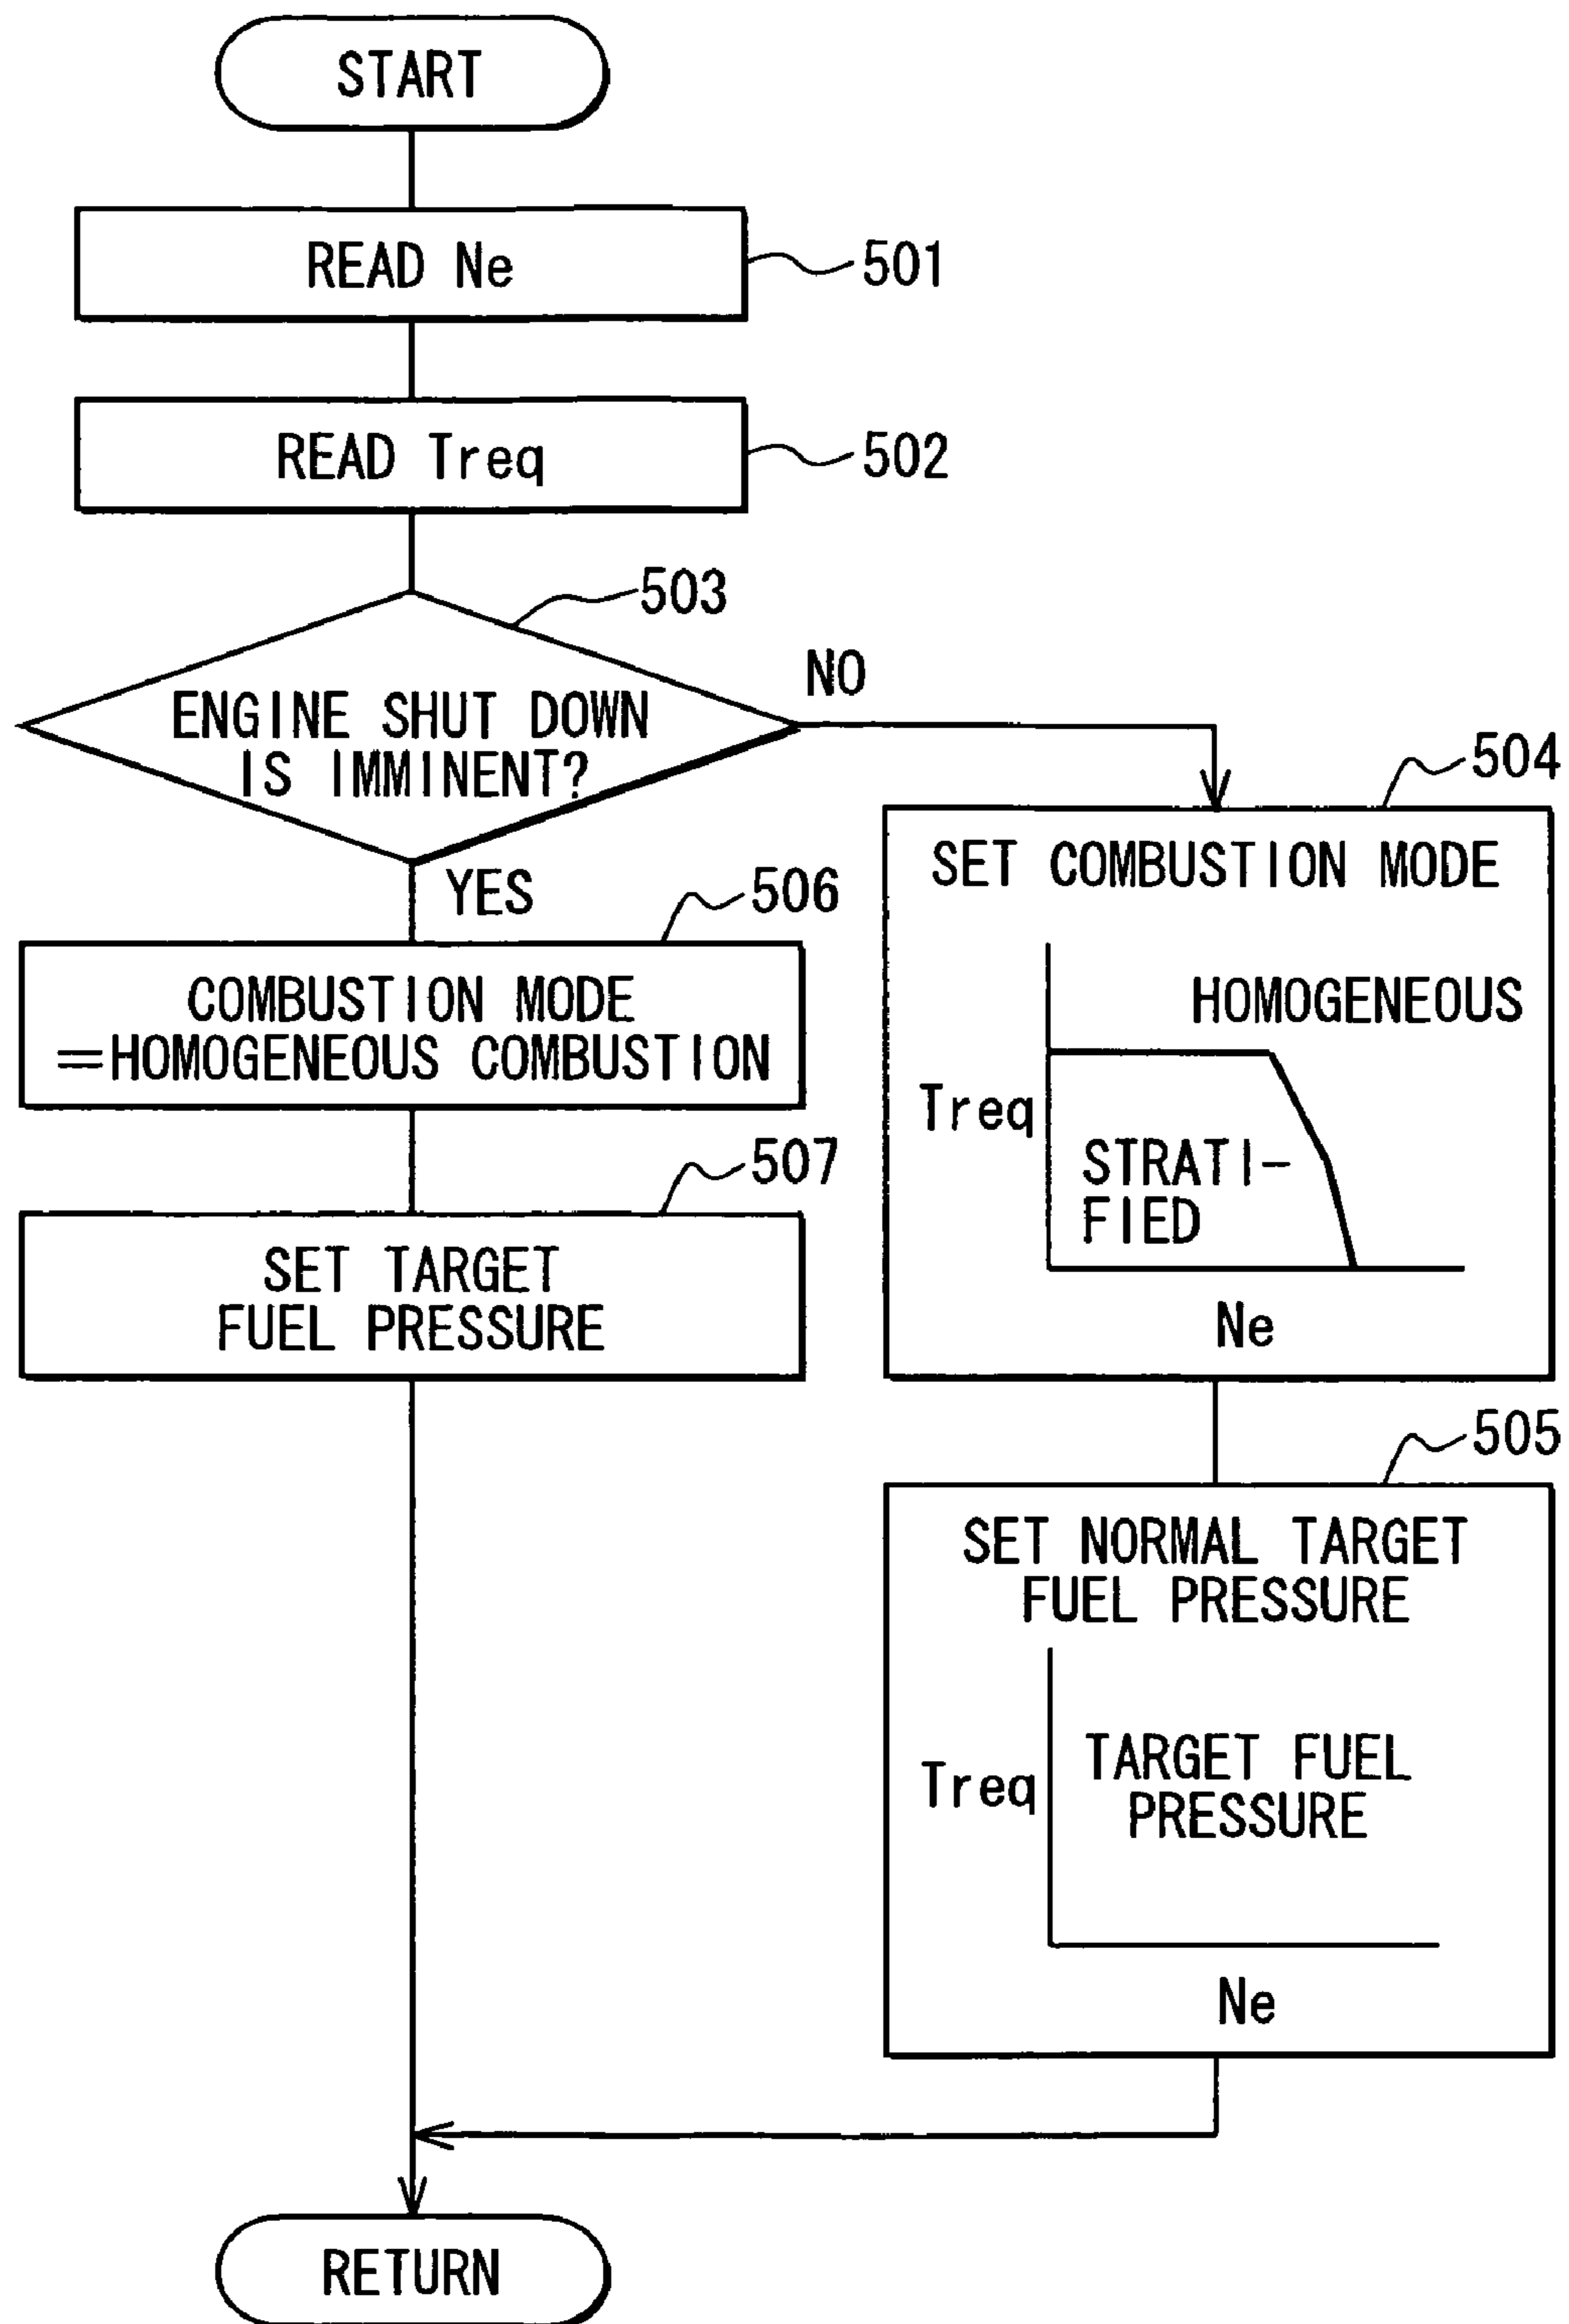 START
READ Ne
501
READ Treq
502
503
ENGINE SHUT DOWN
IS IMMINENT?
NO
YES
504
SET COMBUSTION MODE
HOMOGENEOUS
Treq
STRATI-
FIED
Ne
506
COMBUSTION MODE
=HOMOGENEOUS COMBUSTION
507
SET TARGET
FUEL PRESSURE
505
SET NORMAL TARGET
FUEL PRESSURE
Treq
TARGET FUEL
PRESSURE
Ne
RETURN